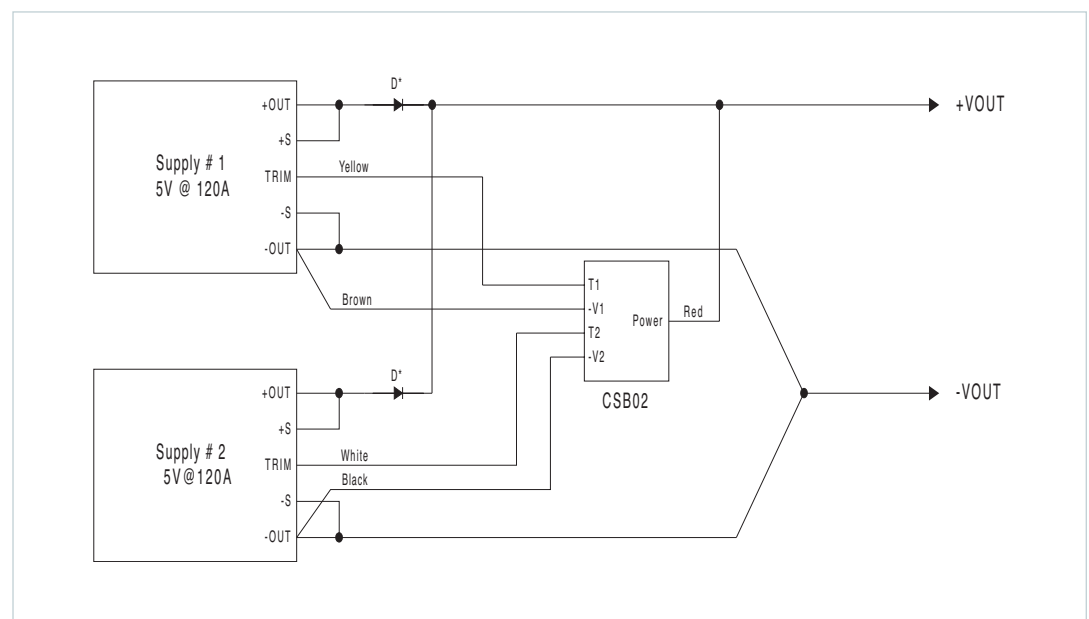 D*
+OUT
+VOUT
+S
Supply # 1
5V @ 120A
TRIM
Yellow
-S
-OUT
T1
Brown
-V1
Power
Red
T2
-V2
CSB02
D*
+OUT
-VOUT
+S
Supply # 2
5V@120A
TRIM
White
Black
-S
-OUT